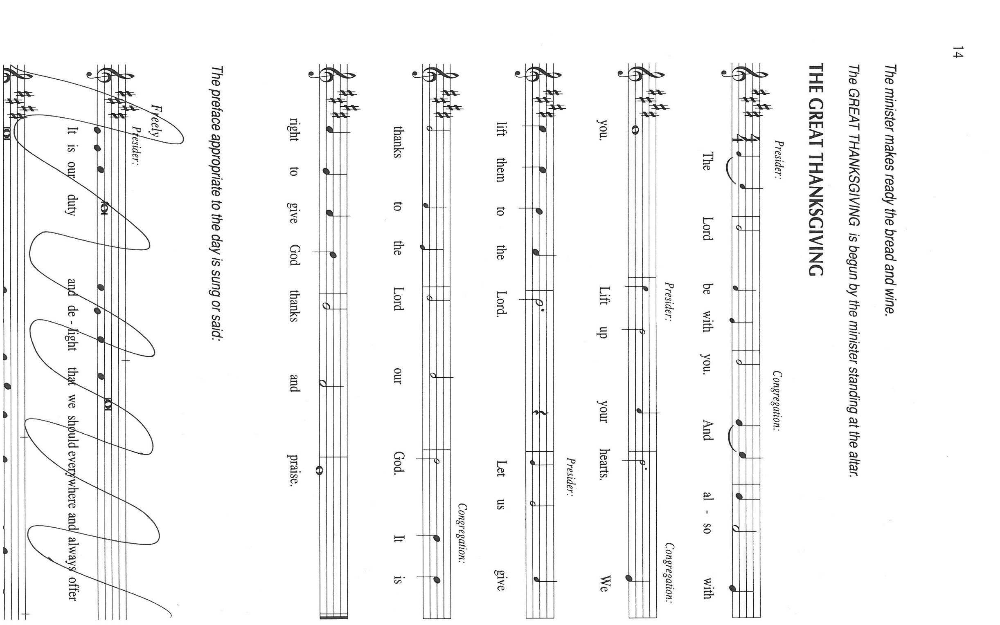 14
The minister makes ready the bread and wine.
The GREAT THANKSGIVING is begun by the minister standing at the altar.
THE GREAT THANKSGIVING
Presider: Congregation:
The Lord be with you. And al - so with
Presider: Congregation:
you. Lift up your hearts. We
Presider:
lift them to the Lord. Let us give
Congregation:
thanks to the Lord our God. It is
right to give God thanks and praise.
The preface appropriate to the day is sung or said:
Freely
Presider:
It is our duty and de - light that we should everywhere and always offer